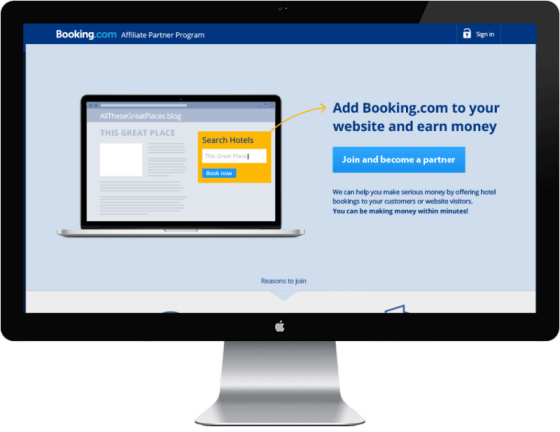 Booking.com Affiliate Partner Program
Sign in
AllTheseGreatPlaces.blog
THIS GREAT PLACE
Search Hotels
This Great Place
Book now
Add Booking.com to your
website and earn money
Join and become a partner
We can help you make serious money by offering hotel
bookings to your customers or website visitors.
You can be making money within minutes!
Reasons to join